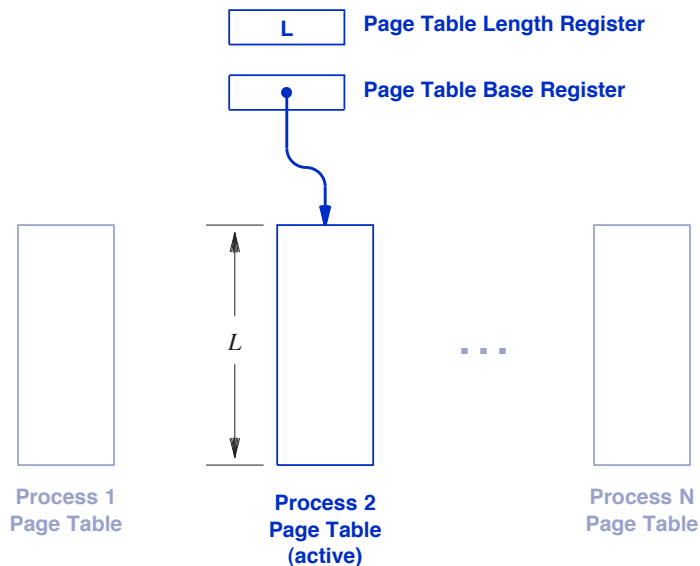 L
Page Table Length Register
Page Table Base Register
L
. . .
Process 1
Page Table
Process 2
Page Table
(active)
Process N
Page Table